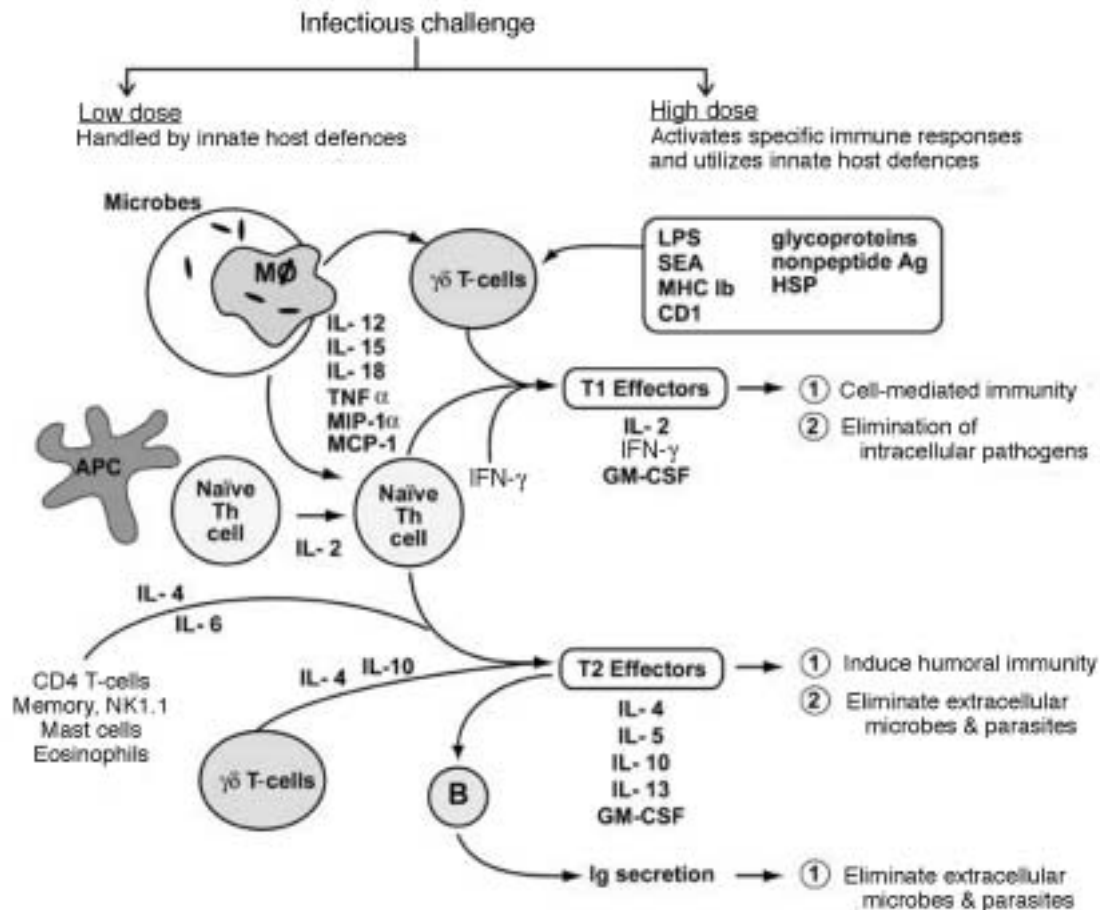 Infectious challenge
Low dose
Handled by innate host defences
High dose
Activates specific immune responses
and utilizes innate host defences
Microbes
MØ
γδ T-cells
LPS
SEA
MHC Ib
CD1
glycoproteins
nonpeptide Ag
HSP
IL- 12
IL- 15
IL- 18
TNF α
MIP-1α
MCP-1
T1 Effectors
IL- 2
IFN-γ
GM-CSF
1 Cell-mediated immunity
2 Elimination of
intracellular pathogens
APC
Naïve
Th
cell
IL- 2
Naïve
Th
cell
IFN-γ
IL- 4
IL- 6
CD4 T-cells
Memory, NK1.1
Mast cells
Eosinophils
IL- 4
IL-10
γδ T-cells
T2 Effectors
IL- 4
IL- 5
IL- 10
IL- 13
GM-CSF
1 Induce humoral immunity
2 Eliminate extracellular
microbes & parasites
B
Ig secretion
1 Eliminate extracellular
microbes & parasites